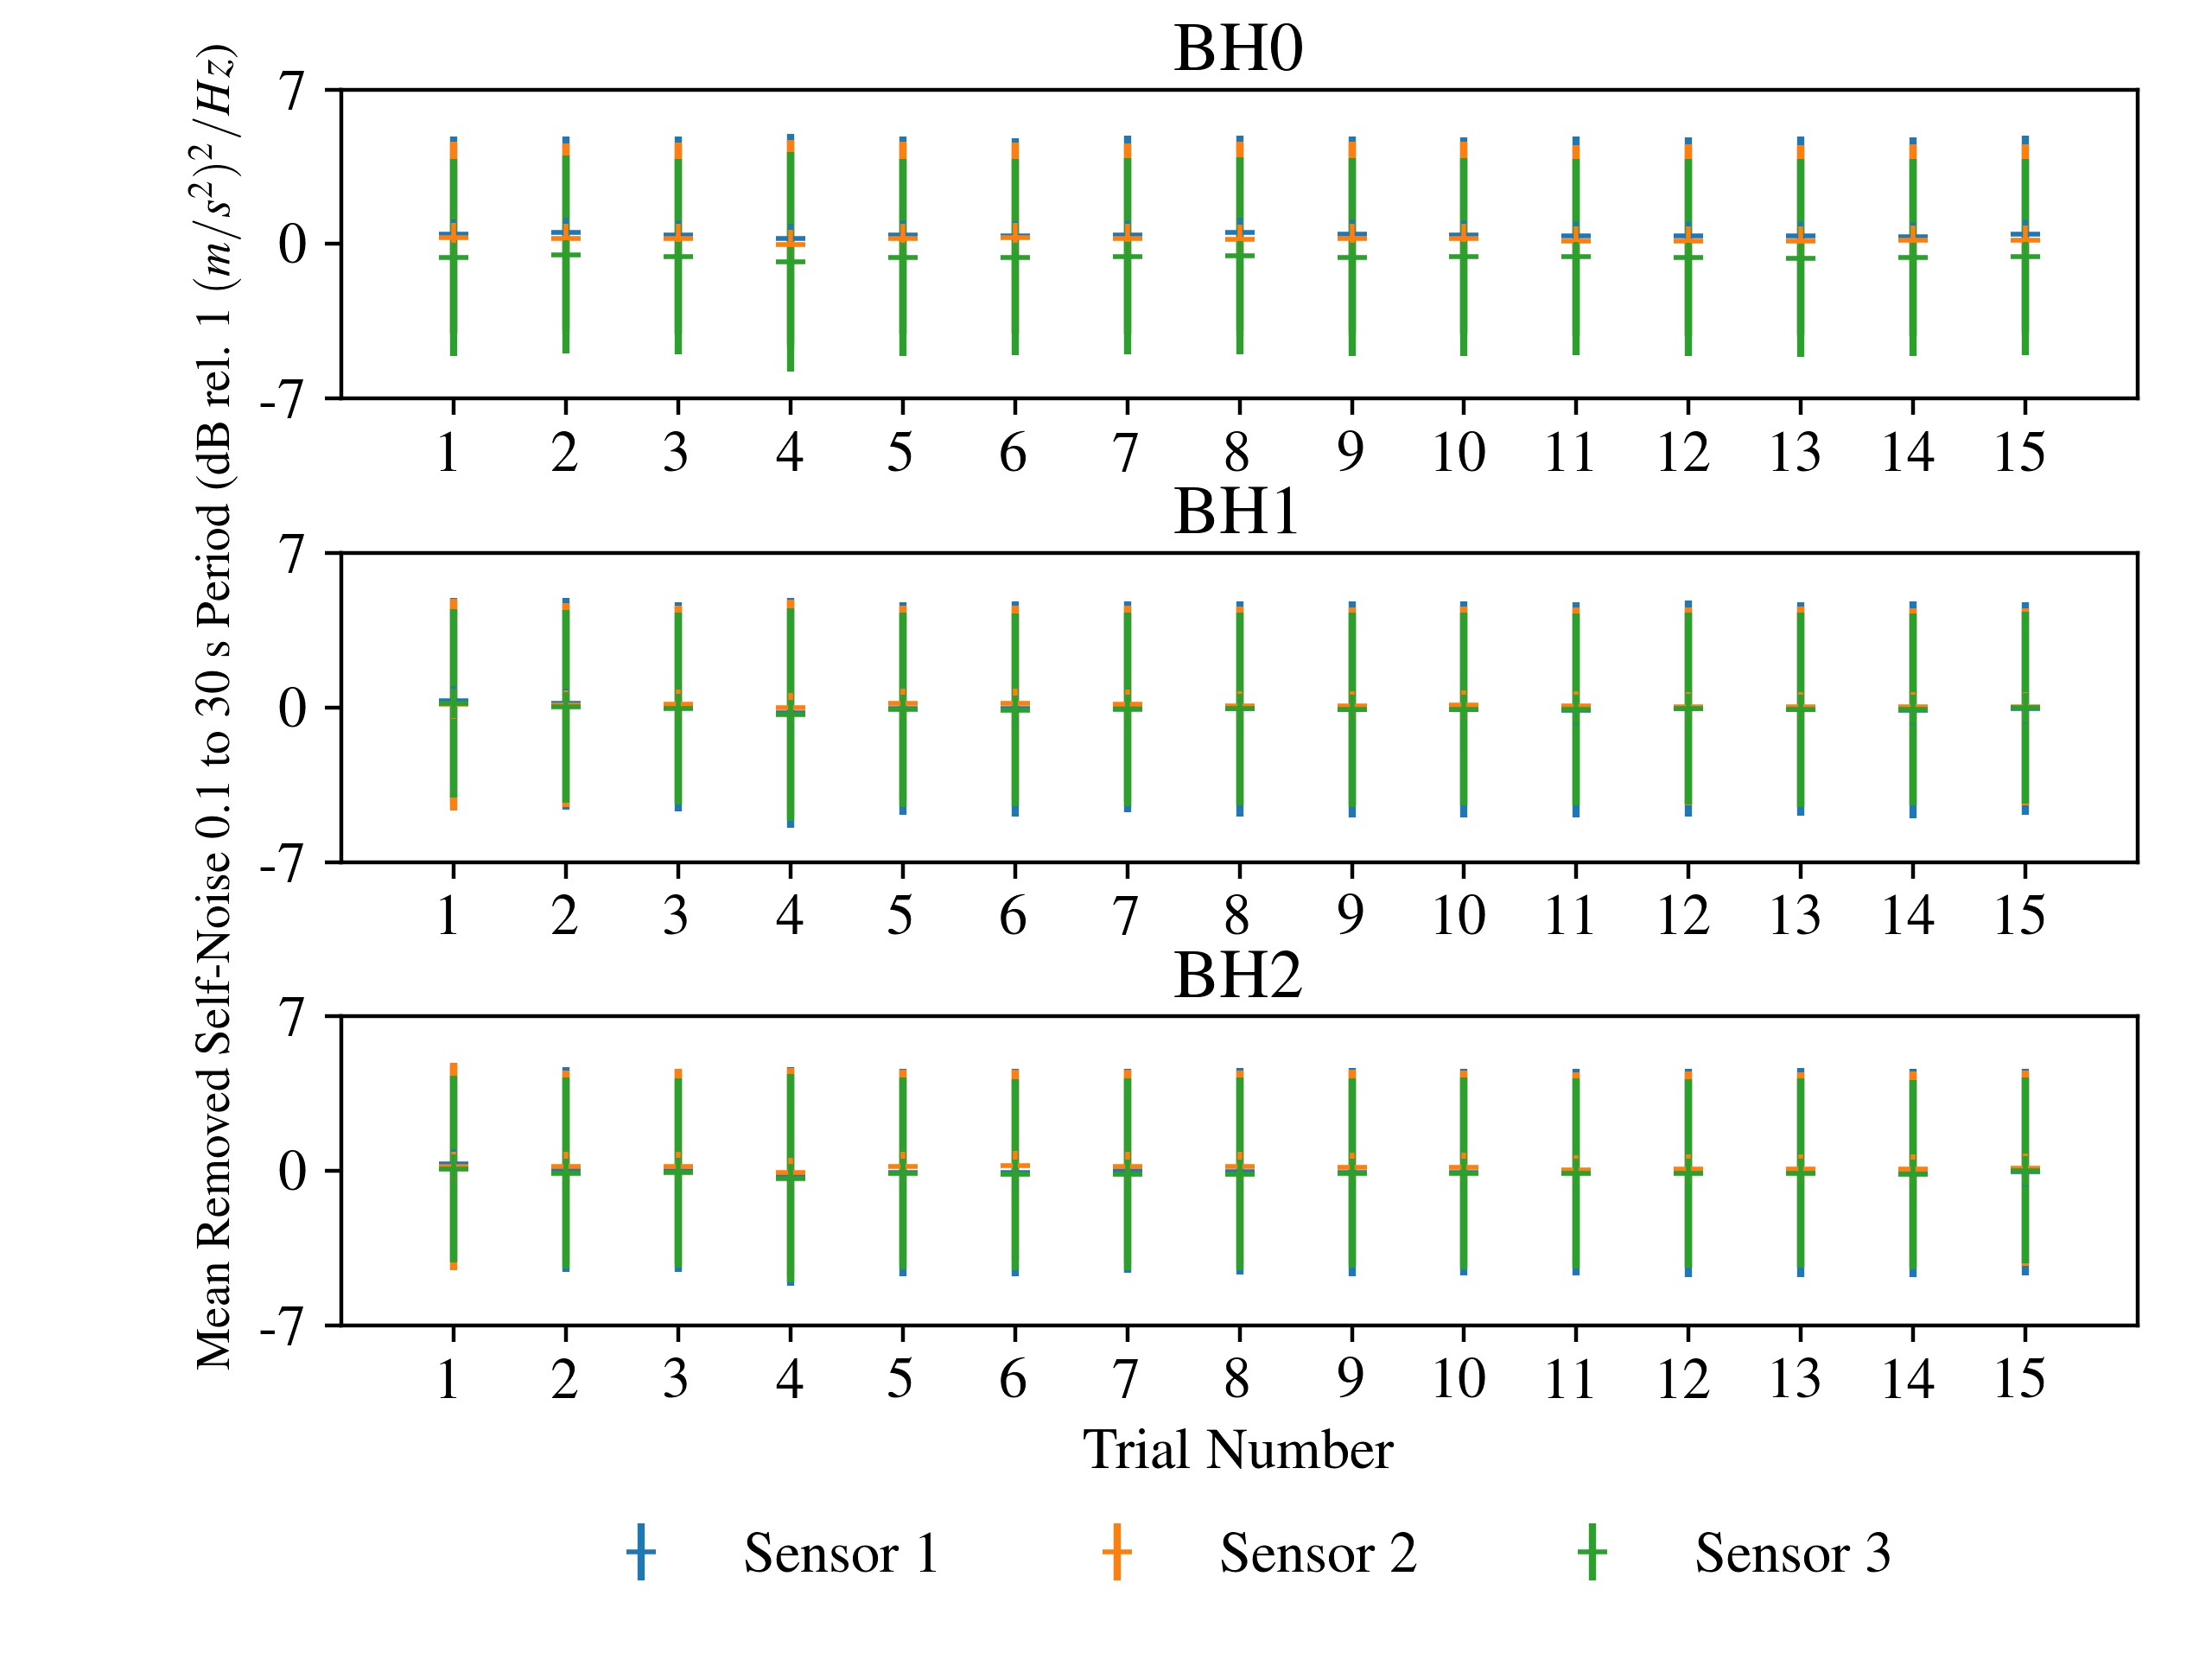 Mean Removed Self-Noise 0.1 to 30 s Period (dB rel. 1 (m/s²)²/Hz)
BH0
7
0
-7
1 2 3 4 5 6 7 8 9 10 11 12 13 14 15
BH1
7
0
-7
1 2 3 4 5 6 7 8 9 10 11 12 13 14 15
BH2
7
0
-7
1 2 3 4 5 6 7 8 9 10 11 12 13 14 15
Trial Number
Sensor 1 Sensor 2 Sensor 3